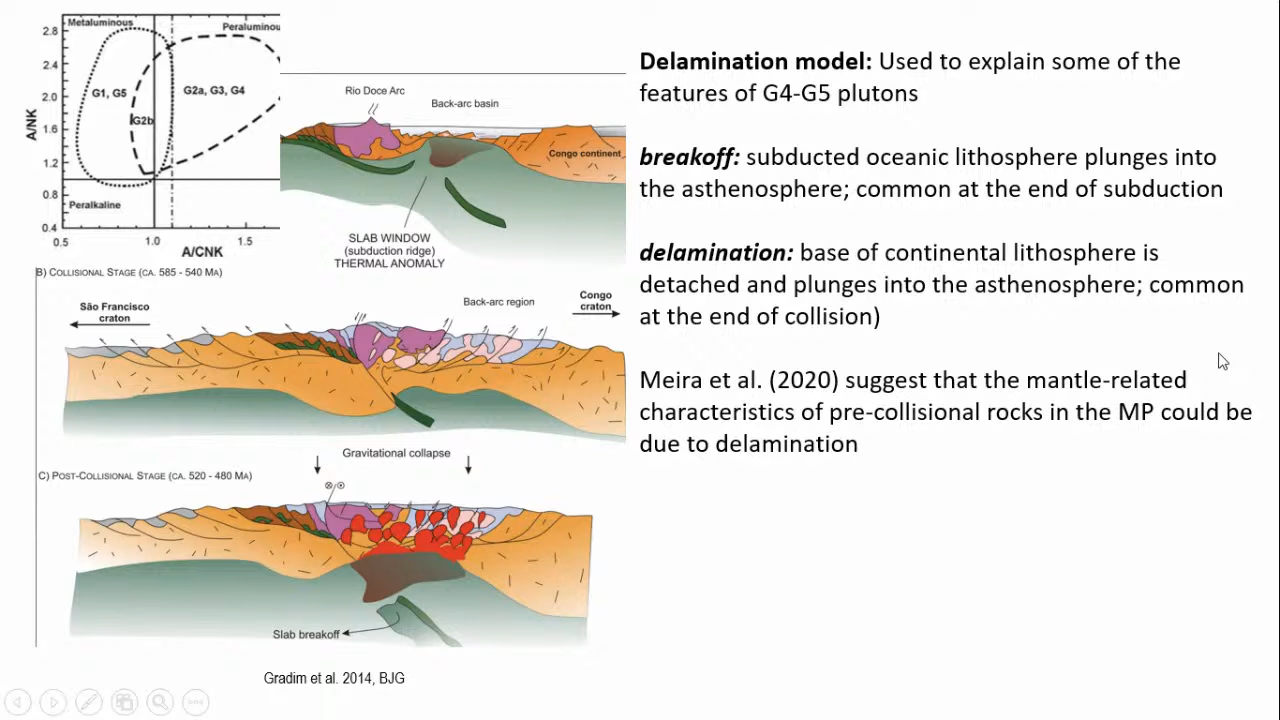 Metaluminous
Peraluminou
2.8
2.4
2.0
1.6
1.2
0.8
0.4
A/NK
G1, G5
G2a, G3, G4
G2b
Peralkaline
0.5
1.0
1.5
A/CNK
Rio Doce Arc
Back-arc basin
Congo continent
SLAB WINDOW
(subduction ridge)
THERMAL ANOMALY
B) COLLISIONAL STAGE (CA. 585 - 540 MA)
São Francisco
craton
Back-arc region
Congo
craton
Gravitational collapse
C) POST-COLLISIONAL STAGE (CA. 520 - 480 MA)
Slab breakoff
Gradim et al. 2014, BJG
Delamination model: Used to explain some of the
features of G4-G5 plutons
breakoff: subducted oceanic lithosphere plunges into
the asthenosphere; common at the end of subduction
delamination: base of continental lithosphere is
detached and plunges into the asthenosphere; common
at the end of collision)
Meira et al. (2020) suggest that the mantle-related
characteristics of pre-collisional rocks in the MP could be
due to delamination